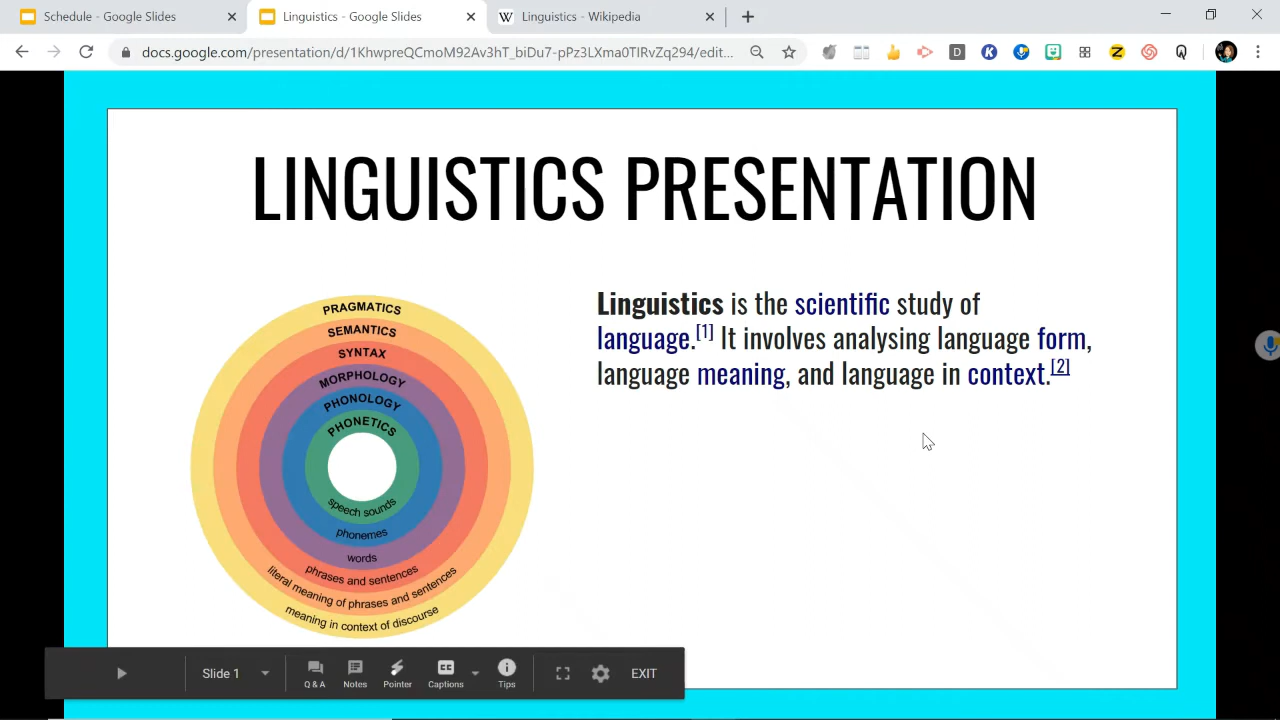 Schedule - Google Slides
Linguistics - Google Slides
Linguistics - Wikipedia
docs.google.com/presentation/d/1KhwpreQCmoM92Av3hT_biDu7-pPz3LXma0TIRvZq294/edit...
LINGUISTICS PRESENTATION
Linguistics is the scientific study of
language.[1] It involves analysing language form,
language meaning, and language in context.[2]
PRAGMATICS
SEMANTICS
SYNTAX
MORPHOLOGY
PHONOLOGY
PHONETICS
speech sounds
phonemes
words
phrases and sentences
literal meaning of phrases and sentences
meaning in context of discourse
Slide 1
Q & A
Notes
Pointer
Captions
Tips
EXIT